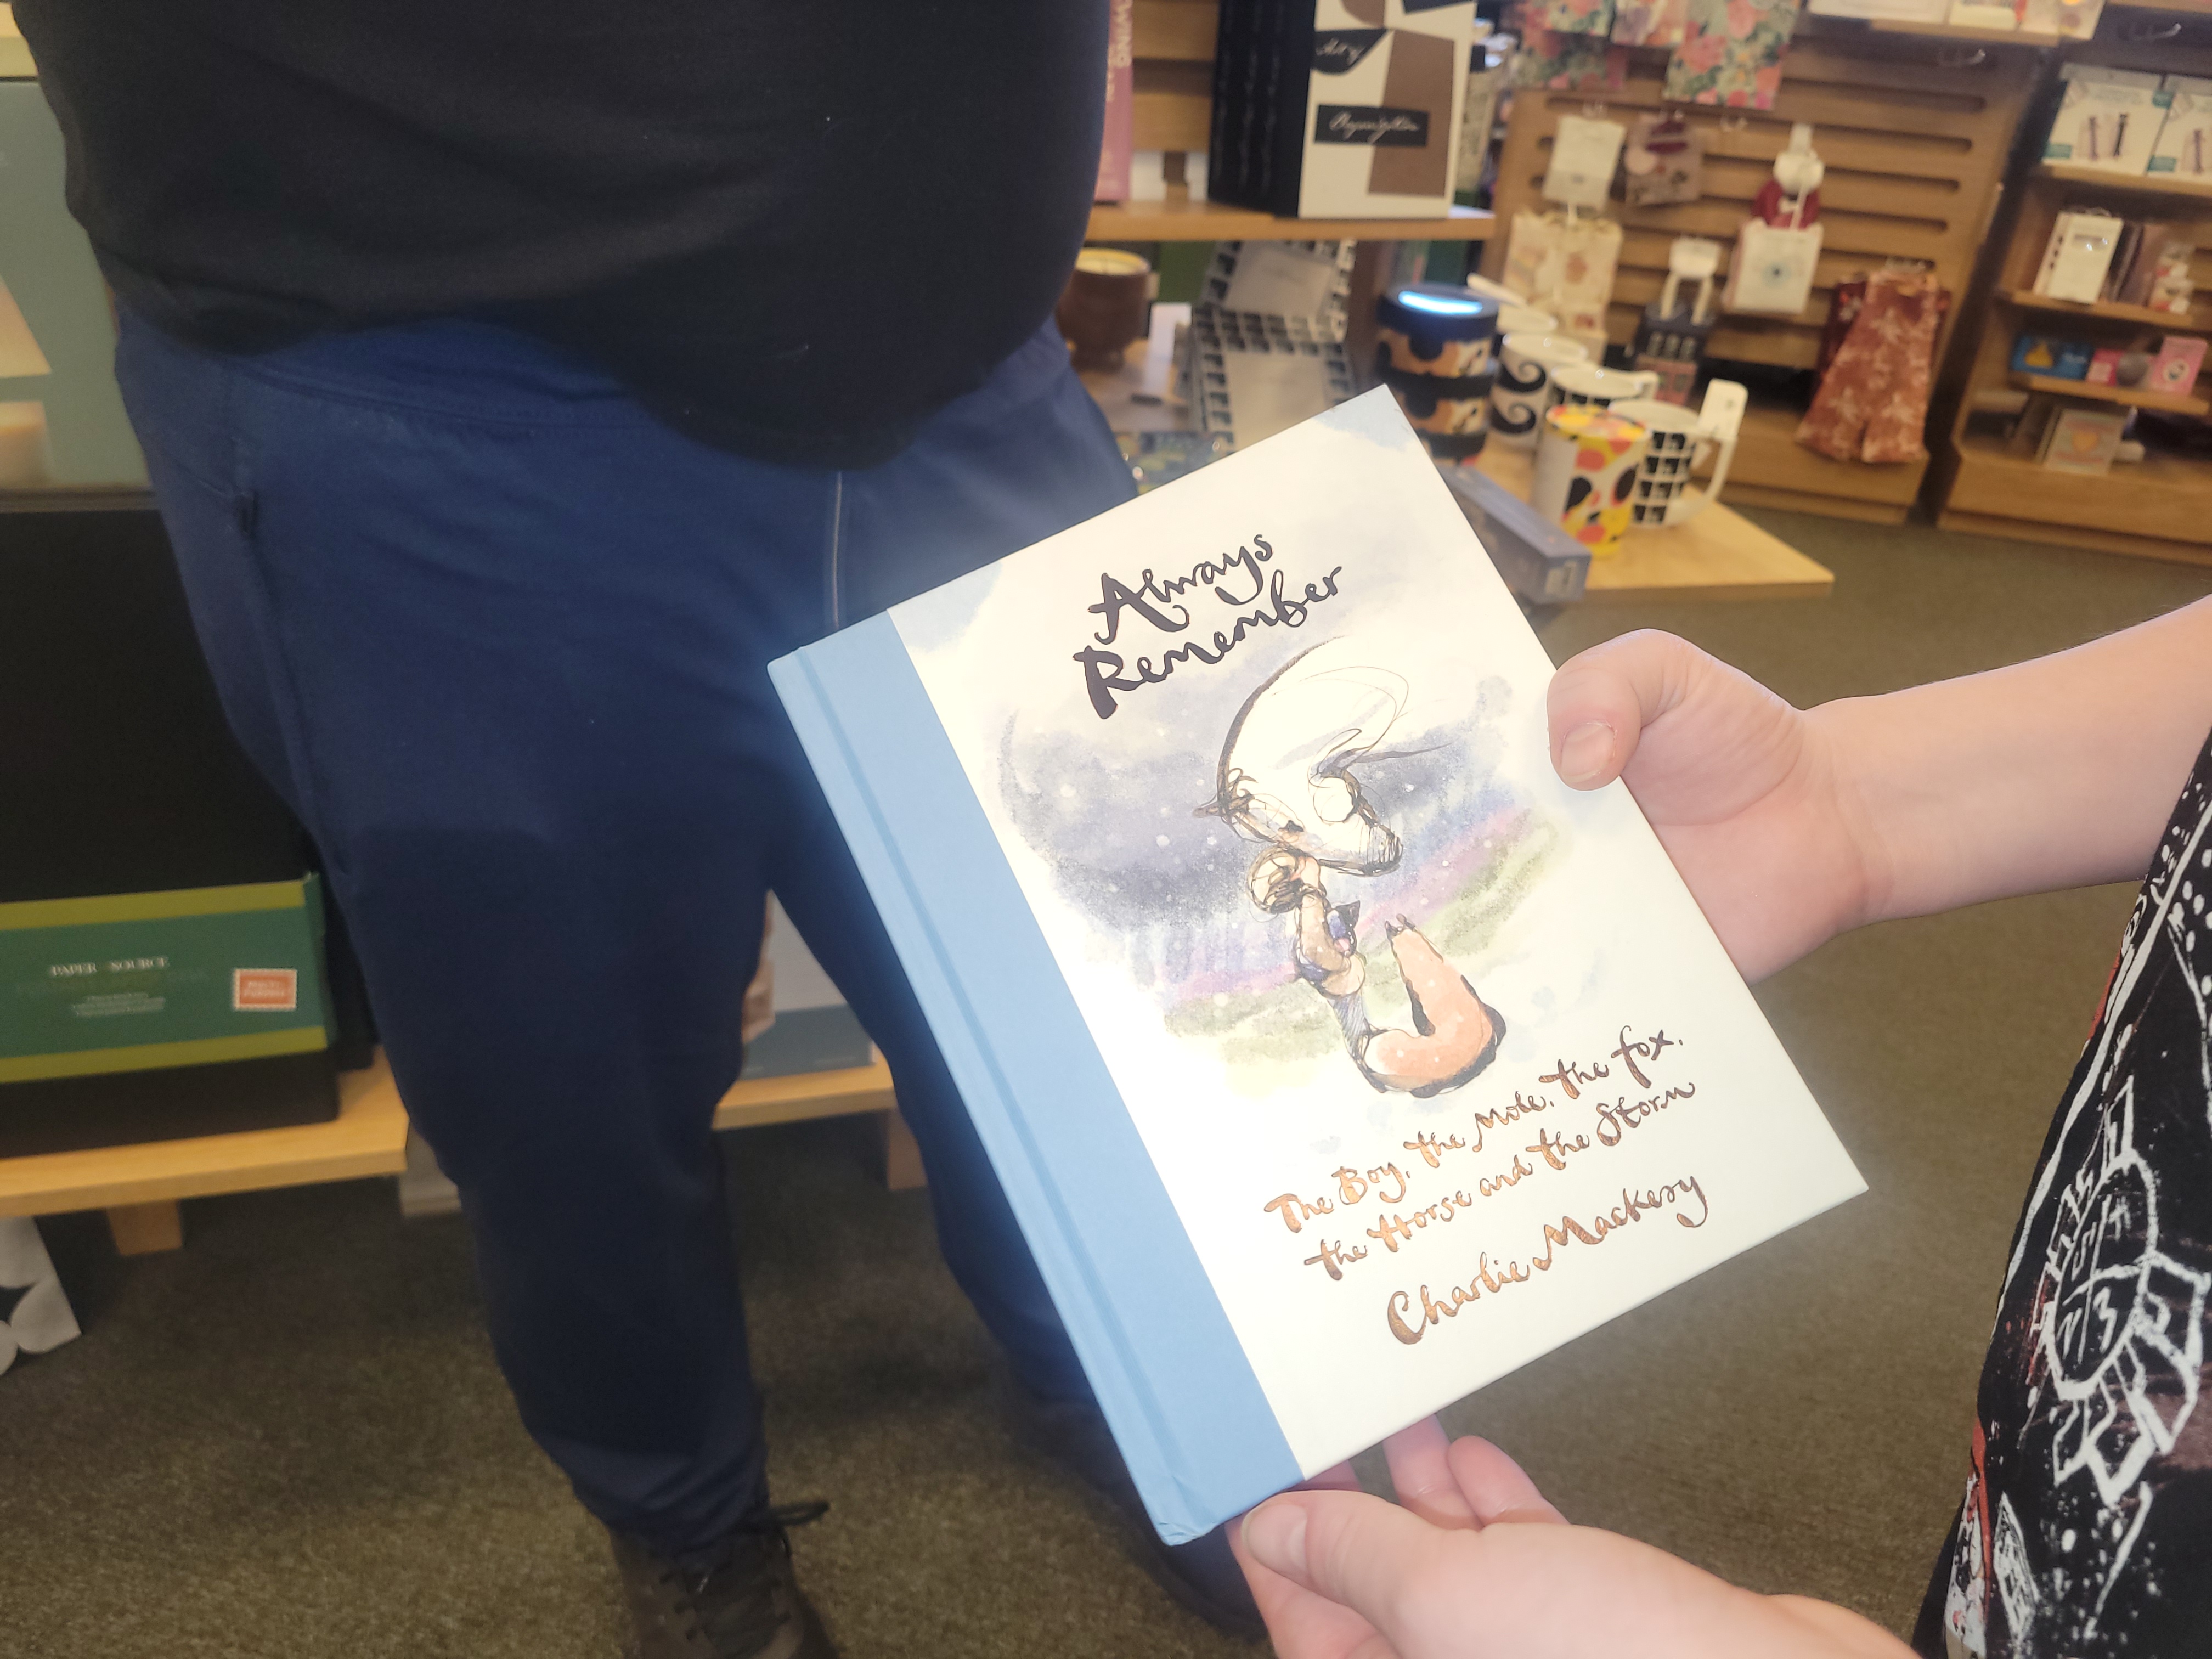 Always
Remember
The Boy, the Mole, the Fox,
the Horse and the Storm
Charlie Mackesy
PAPER SOURCE